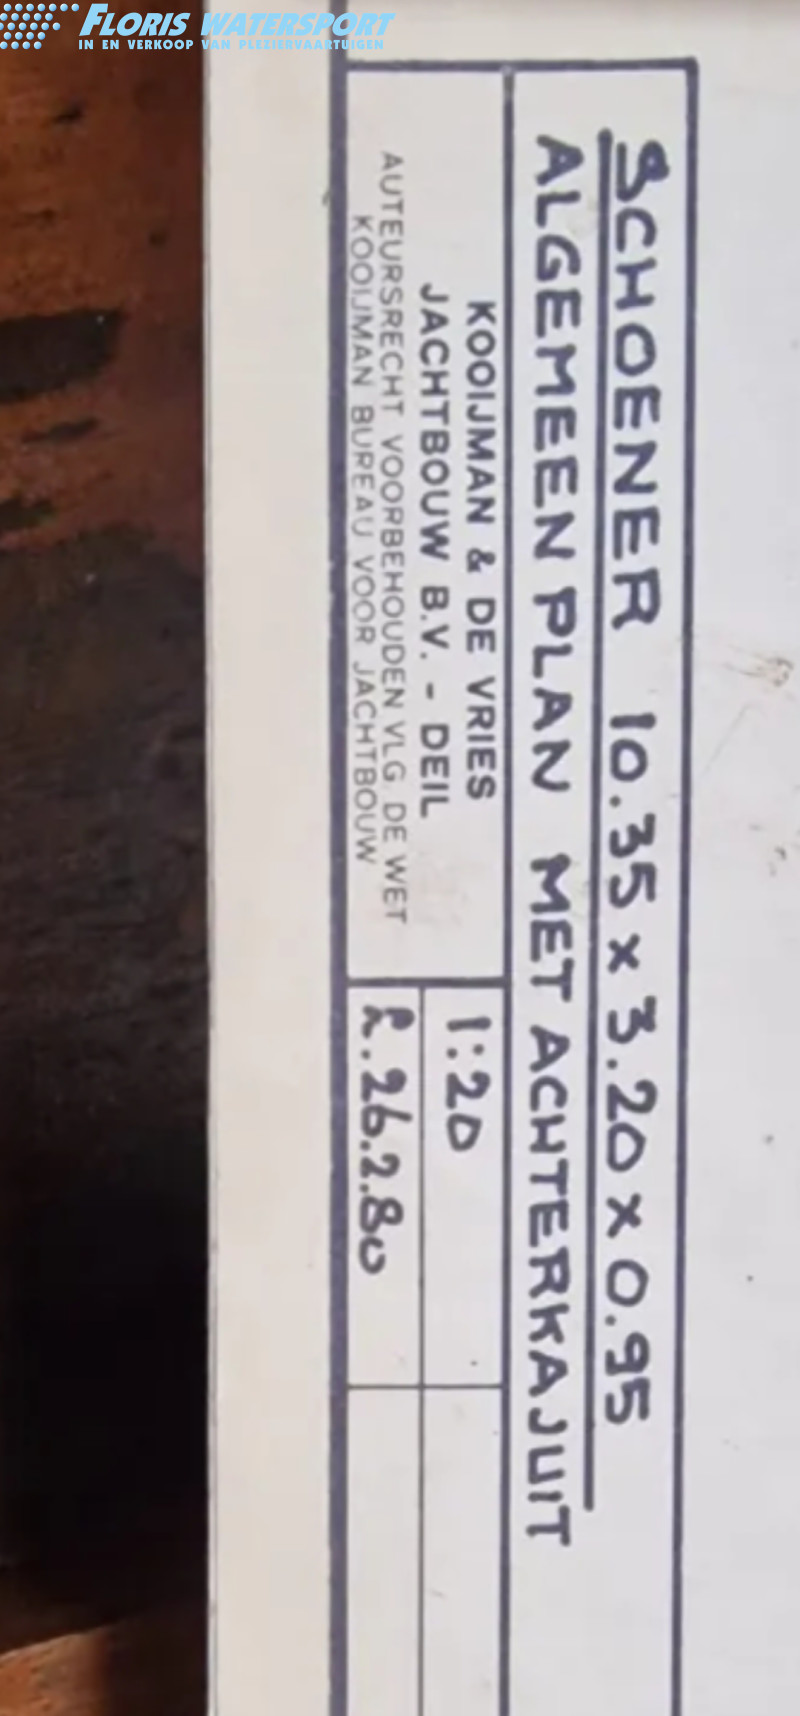 FLORIS WATERSPORT
IN EN VERKOOP VAN PLEZIERVAARTUIGEN
SCHOENER 10.35 x 3.20 x 0.95
ALGEMEEN PLAN MET ACHTERKAJUIT
KOOIJMAN & DE VRIES
JACHTBOUW B.V. - DEIL
AUTEURSRECHT VOORBEHOUDEN VLG. DE WET
KOOIJMAN BUREAU VOOR JACHTBOUW
1:20
R.26.2.80